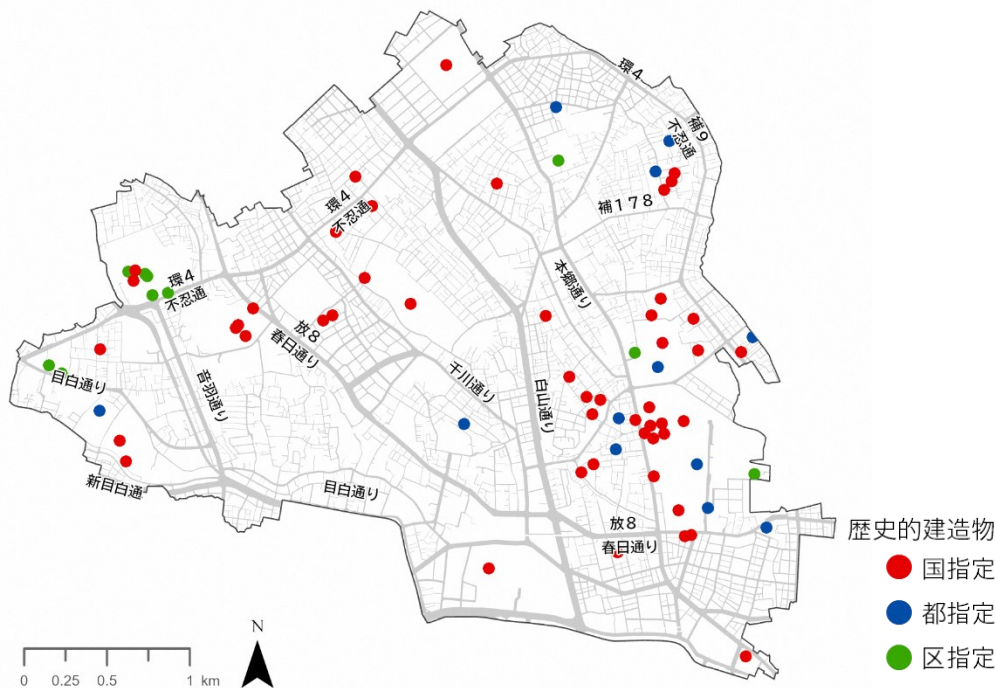 環4
補9
不忍通
補178
環4
不忍通
本郷通り
環4
不忍通
放8
春日通り
千川通り
白山通り
音羽通り
目白通り
新目白通
目白通り
放8
春日通り
歴史的建造物
国指定
都指定
区指定
N
0 0.25 0.5 1 km